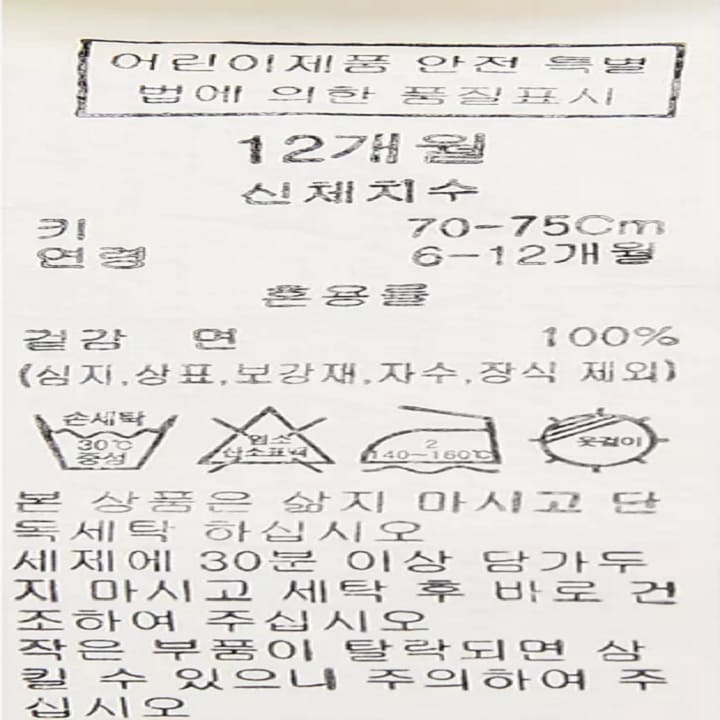 어린이제품 안전 특별
법에 의한 품질표시
12개월
신체치수
키 70-75Cm
연령 6-12개월
혼용률
겉감 면 100%
(심지,상표,보강재,자수,장식 제외)
손세탁
30℃
중성
염소
산소표백
2
140~160℃
옷걸이
본 상품은 삶지 마시고 단
독세탁 하십시오
세제에 30분 이상 담가두
지 마시고 세탁 후 바로 건
조하여 주십시오
작은 부품이 탈락되면 삼
킬 수 있으니 주의하여 주
십시오